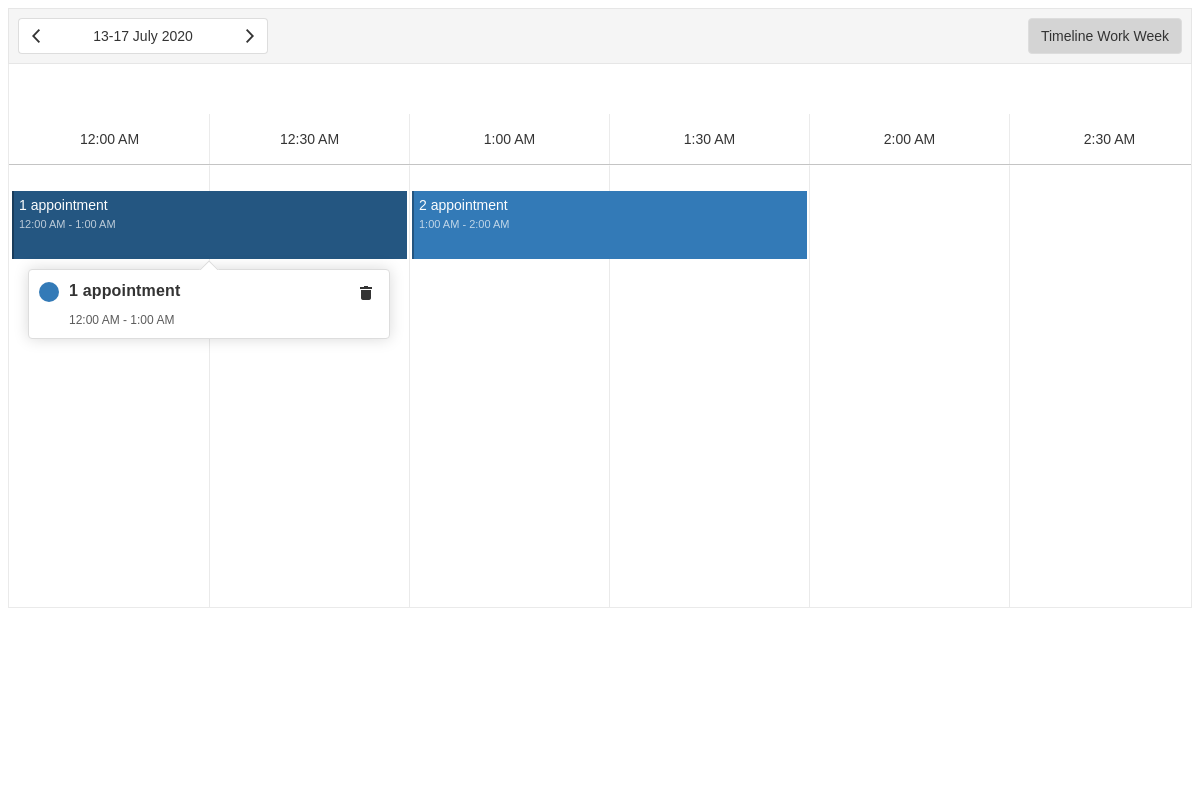 13-17 July 2020
Timeline Work Week
12:00 AM
12:30 AM
1:00 AM
1:30 AM
2:00 AM
2:30 AM
1 appointment
12:00 AM - 1:00 AM
2 appointment
1:00 AM - 2:00 AM
1 appointment
12:00 AM - 1:00 AM